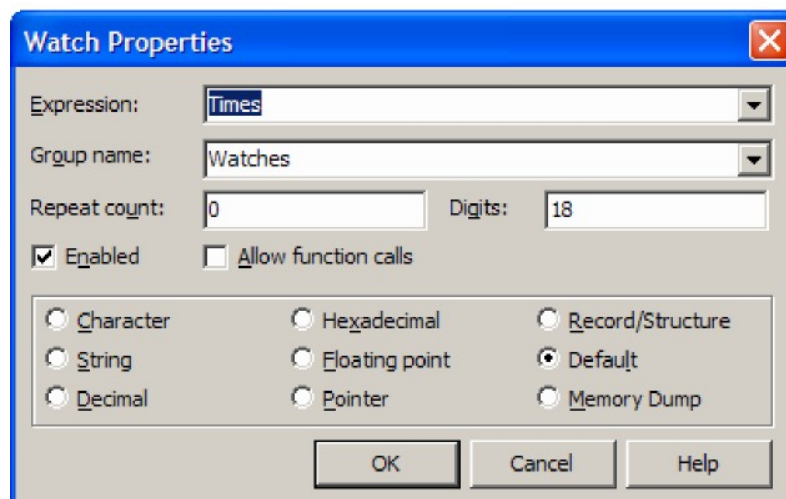 Watch Properties
Expression: Times
Group name: Watches
Repeat count: 0 Digits: 18
Enabled Allow function calls
Character Hexadecimal Record/Structure
String Floating point Default
Decimal Pointer Memory Dump
OK Cancel Help